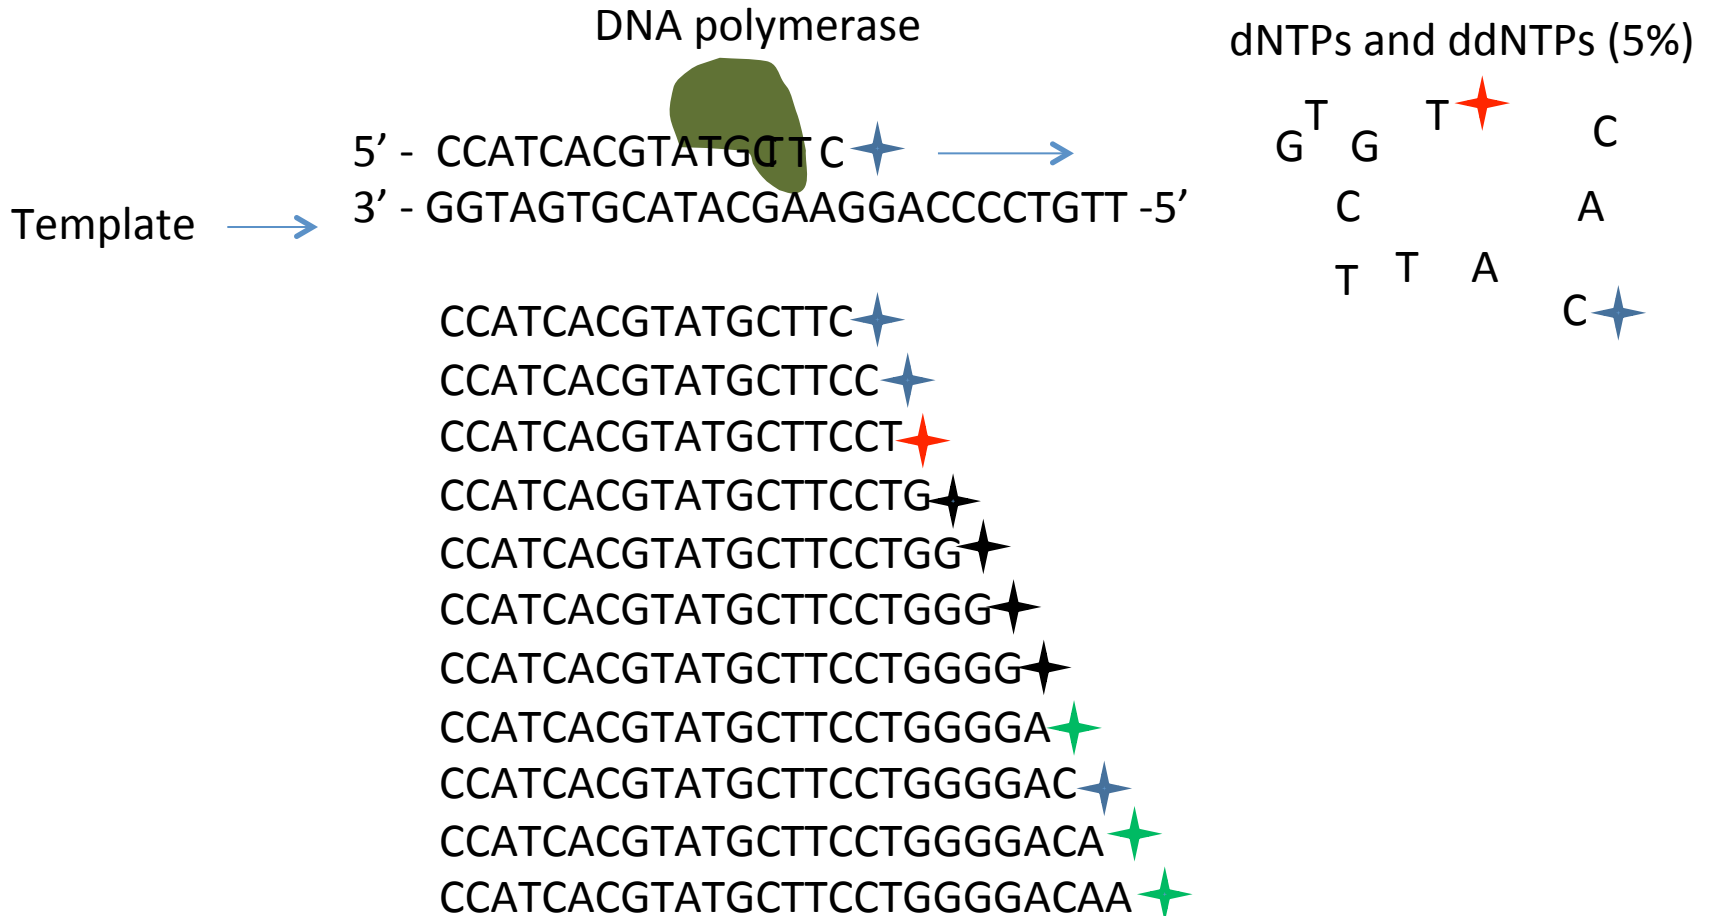 DNA polymerase
dNTPs and ddNTPs (5%)
5’ - CCATCACGTATGCTTC
3’ - GGTAGTGCATACGAAGGACCCCTGTT -5’
Template
T
T
C
G
G
C
A
T
T
A
C
CCATCACGTATGCTTC
CCATCACGTATGCTTCC
CCATCACGTATGCTTCCT
CCATCACGTATGCTTCCTG
CCATCACGTATGCTTCCTGG
CCATCACGTATGCTTCCTGGG
CCATCACGTATGCTTCCTGGGG
CCATCACGTATGCTTCCTGGGGA
CCATCACGTATGCTTCCTGGGGAC
CCATCACGTATGCTTCCTGGGGACA
CCATCACGTATGCTTCCTGGGGACAA